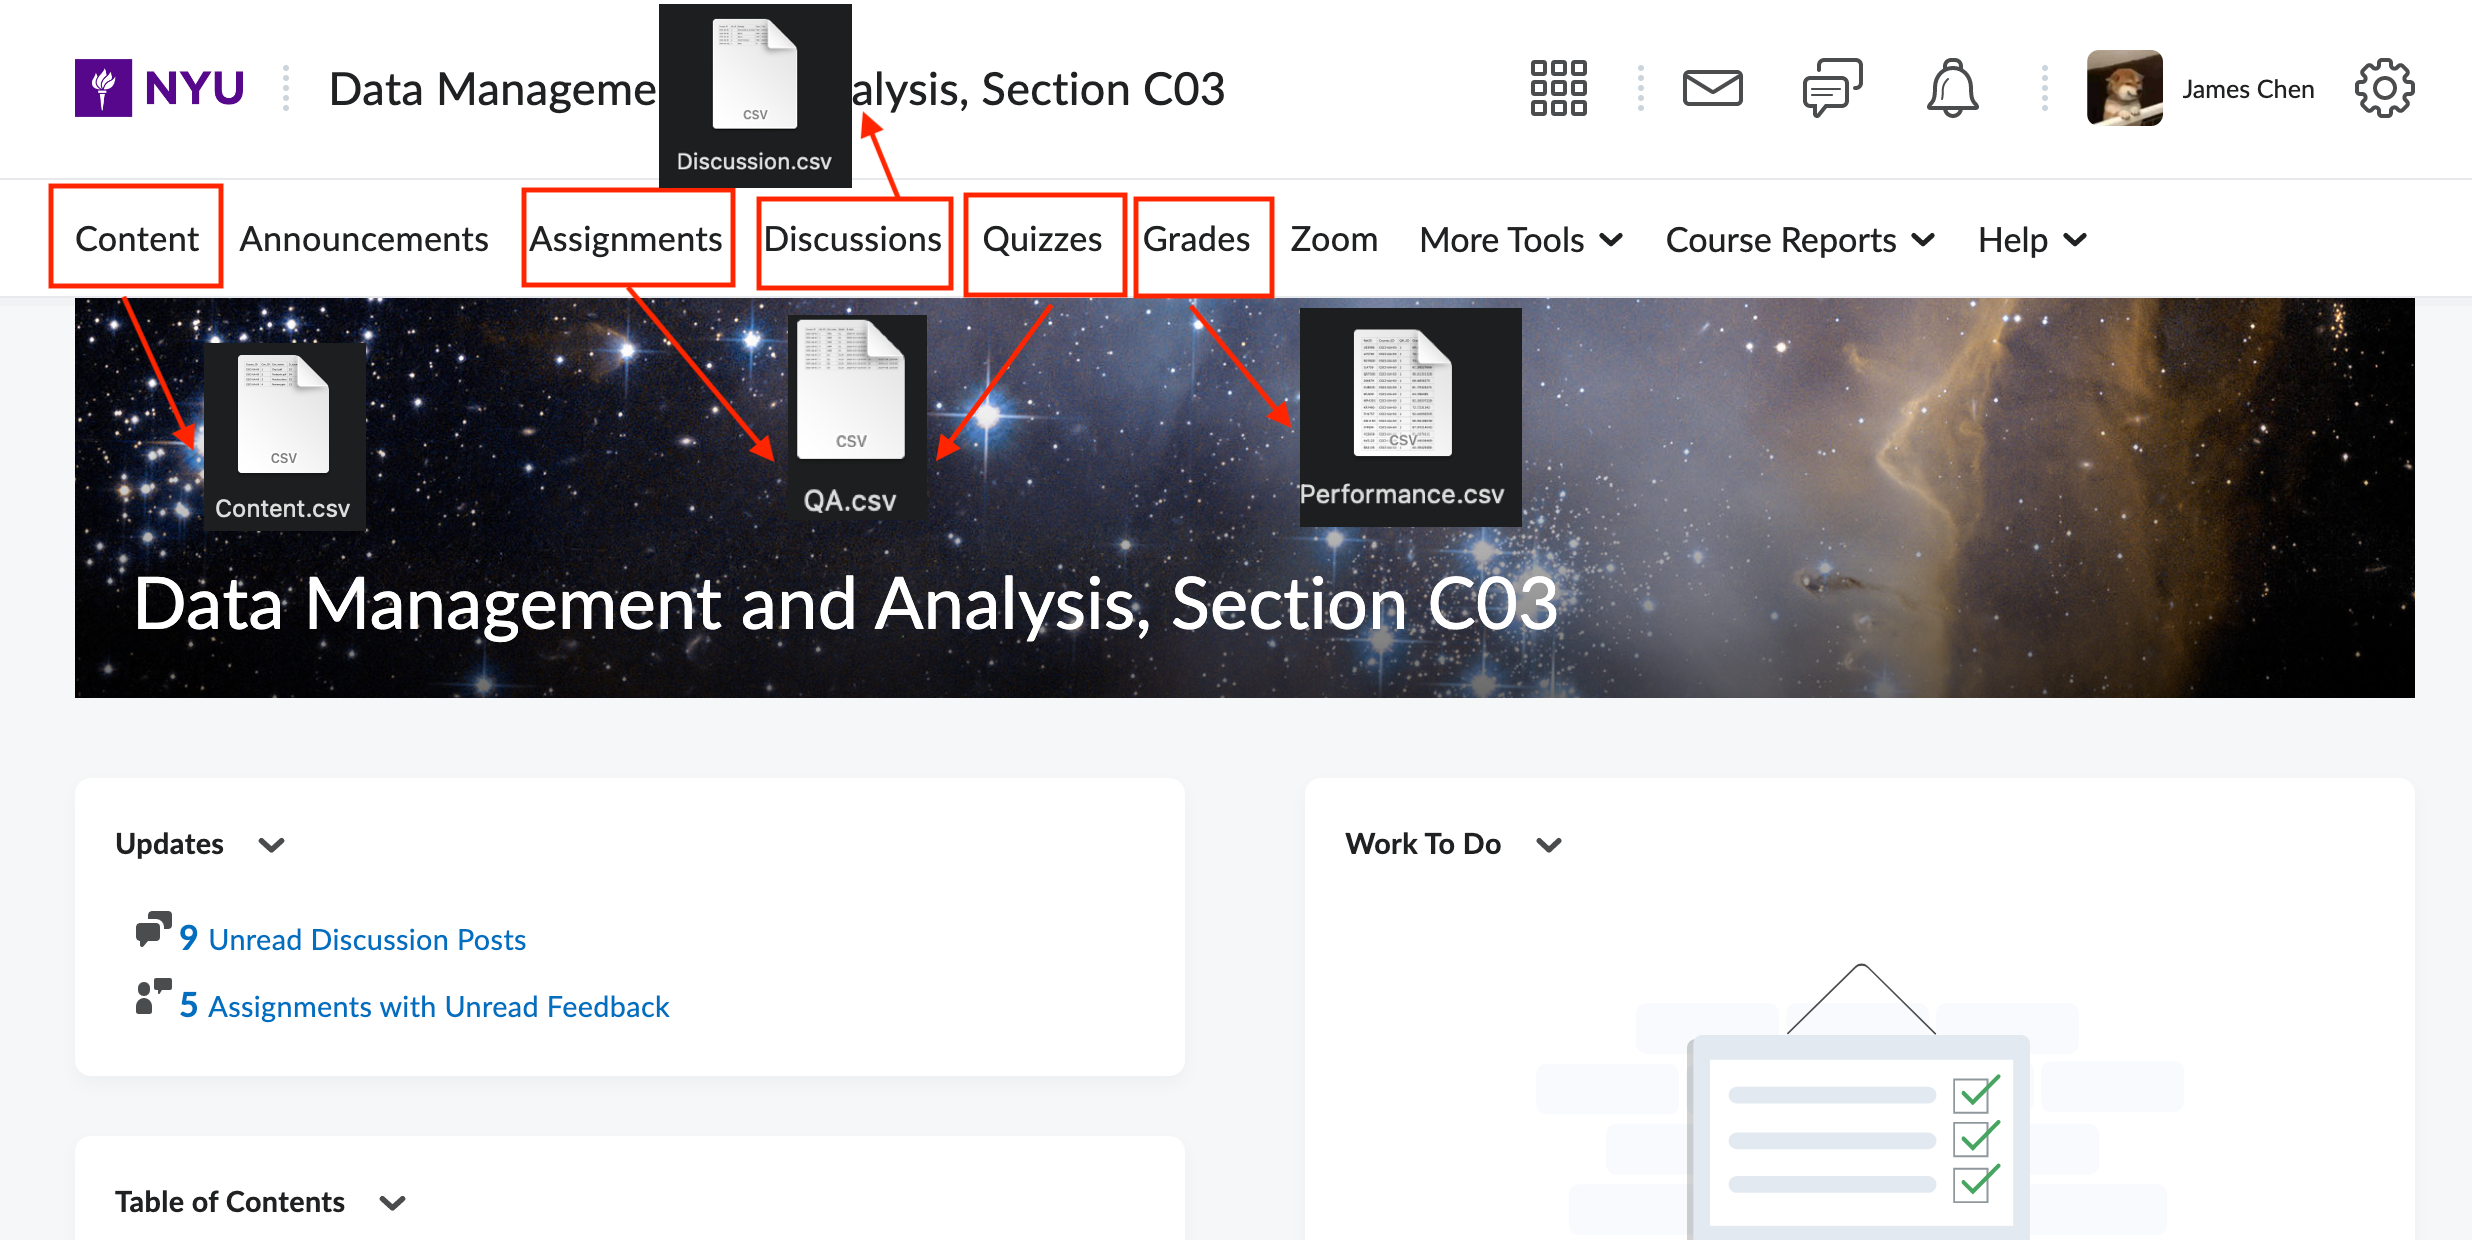 NYU
Data Manageme alysis, Section C03
CSV
Discussion.csv
James Chen
Content Announcements Assignments Discussions Quizzes Grades Zoom More Tools Course Reports Help
CSV
Content.csv
CSV
QA.csv
CSV
Performance.csv
Data Management and Analysis, Section C03
Updates
9 Unread Discussion Posts
5 Assignments with Unread Feedback
Work To Do
Table of Contents